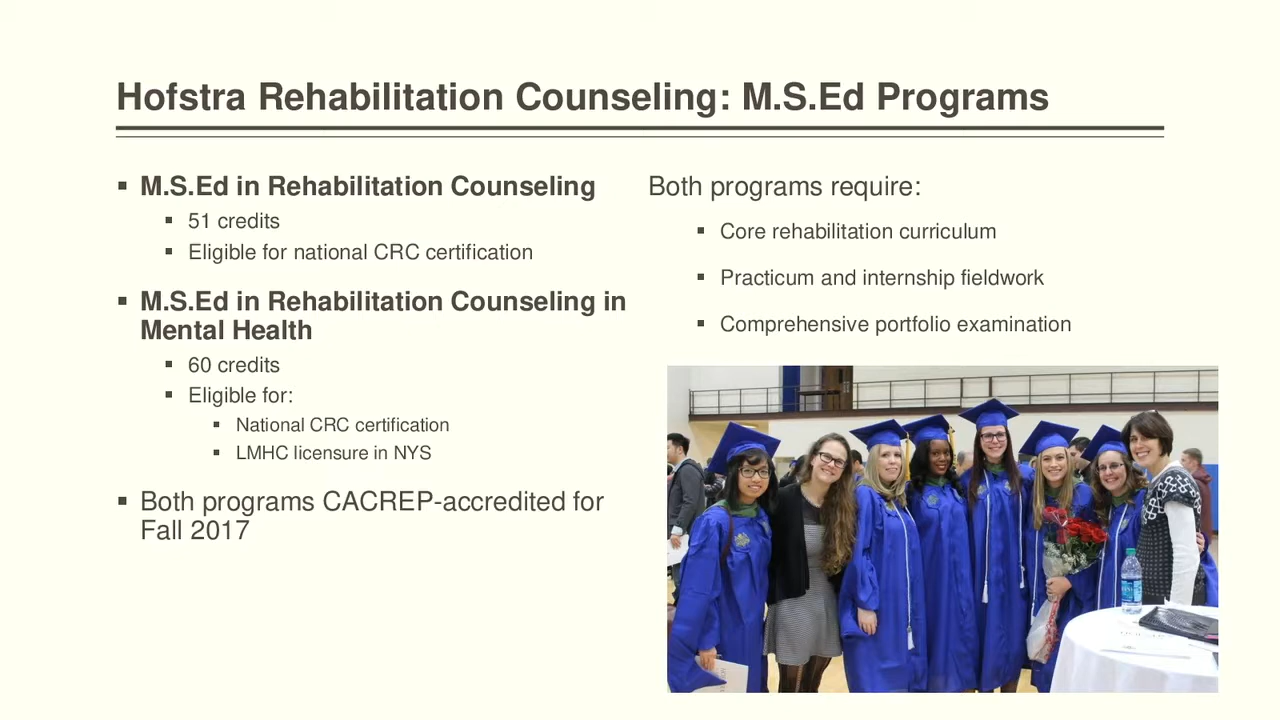 Hofstra Rehabilitation Counseling: M.S.Ed Programs
▪ M.S.Ed in Rehabilitation Counseling
▪ 51 credits
▪ Eligible for national CRC certification
▪ M.S.Ed in Rehabilitation Counseling in
Mental Health
▪ 60 credits
▪ Eligible for:
▪ National CRC certification
▪ LMHC licensure in NYS
▪ Both programs CACREP-accredited for
Fall 2017
Both programs require:
▪ Core rehabilitation curriculum
▪ Practicum and internship fieldwork
▪ Comprehensive portfolio examination